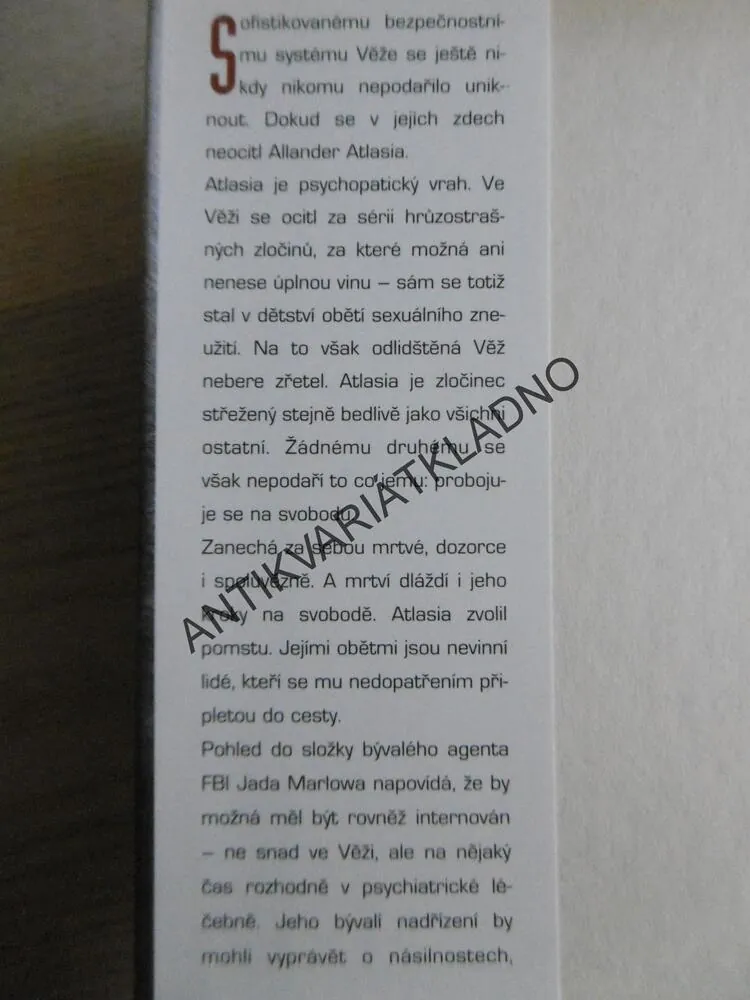 Sofistikovanému bezpečnostní-
mu systému Věže se ještě ni-
kdy nikomu nepodařilo unik-
nout. Dokud se v jejich zdech
neocitl Allander Atlasia.
Atlasia je psychopatický vrah. Ve
Věži se ocitl za sérii hrůzostraš-
ných zločinů, za které možná ani
nenese úplnou vinu – sám se totiž
stal v dětství obětí sexuálního zne-
užití. Na to však odlidštěná Věž
nebere zřetel. Atlasia je zločinec
střežený stejně bedlivě jako všichni
ostatní. Žádnému druhému se
však nepodaří to co jemu: proboju-
je se na svobodu.
Zanechá za sebou mrtvé, dozorce
i spoluvězně. A mrtví dláždí i jeho
kroky na svobodě. Atlasia zvolil
pomstu. Jejími obětmi jsou nevinní
lidé, kteří se mu nedopatřením při-
pletou do cesty.
Pohled do složky bývalého agenta
FBI Jada Marlowa napovídá, že by
možná měl být rovněž internován
– ne snad ve Věži, ale na nějaký
čas rozhodně v psychiatrické lé-
čebně. Jeho bývalí nadřízení by
mohli vyprávět o násilnostech,
ANTIKVARIÁTKLADNO